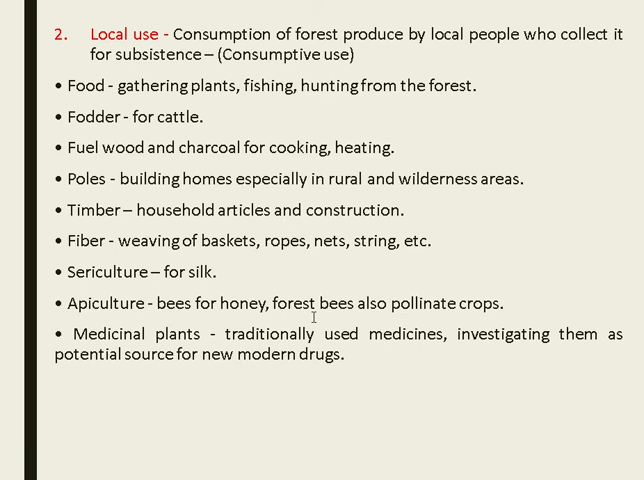 2. Local use - Consumption of forest produce by local people who collect it
for subsistence – (Consumptive use)
• Food - gathering plants, fishing, hunting from the forest.
• Fodder - for cattle.
• Fuel wood and charcoal for cooking, heating.
• Poles - building homes especially in rural and wilderness areas.
• Timber – household articles and construction.
• Fiber - weaving of baskets, ropes, nets, string, etc.
• Sericulture – for silk.
• Apiculture - bees for honey, forest bees also pollinate crops.
• Medicinal plants - traditionally used medicines, investigating them as
potential source for new modern drugs.